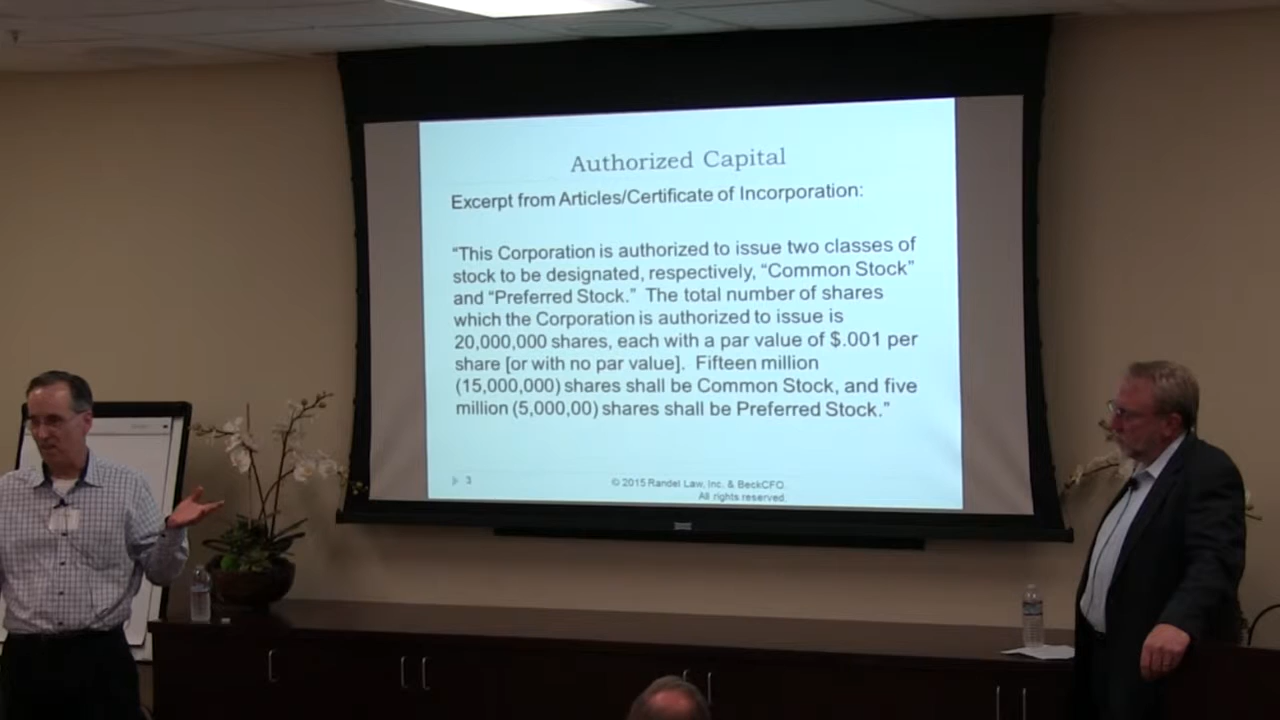 Authorized Capital
Excerpt from Articles/Certificate of Incorporation:
“This Corporation is authorized to issue two classes of
stock to be designated, respectively, “Common Stock”
and “Preferred Stock.” The total number of shares
which the Corporation is authorized to issue is
20,000,000 shares, each with a par value of $.001 per
share [or with no par value]. Fifteen million
(15,000,000) shares shall be Common Stock, and five
million (5,000,00) shares shall be Preferred Stock.”
3
© 2015 Randel Law, Inc. & BeckCFO.
All rights reserved.